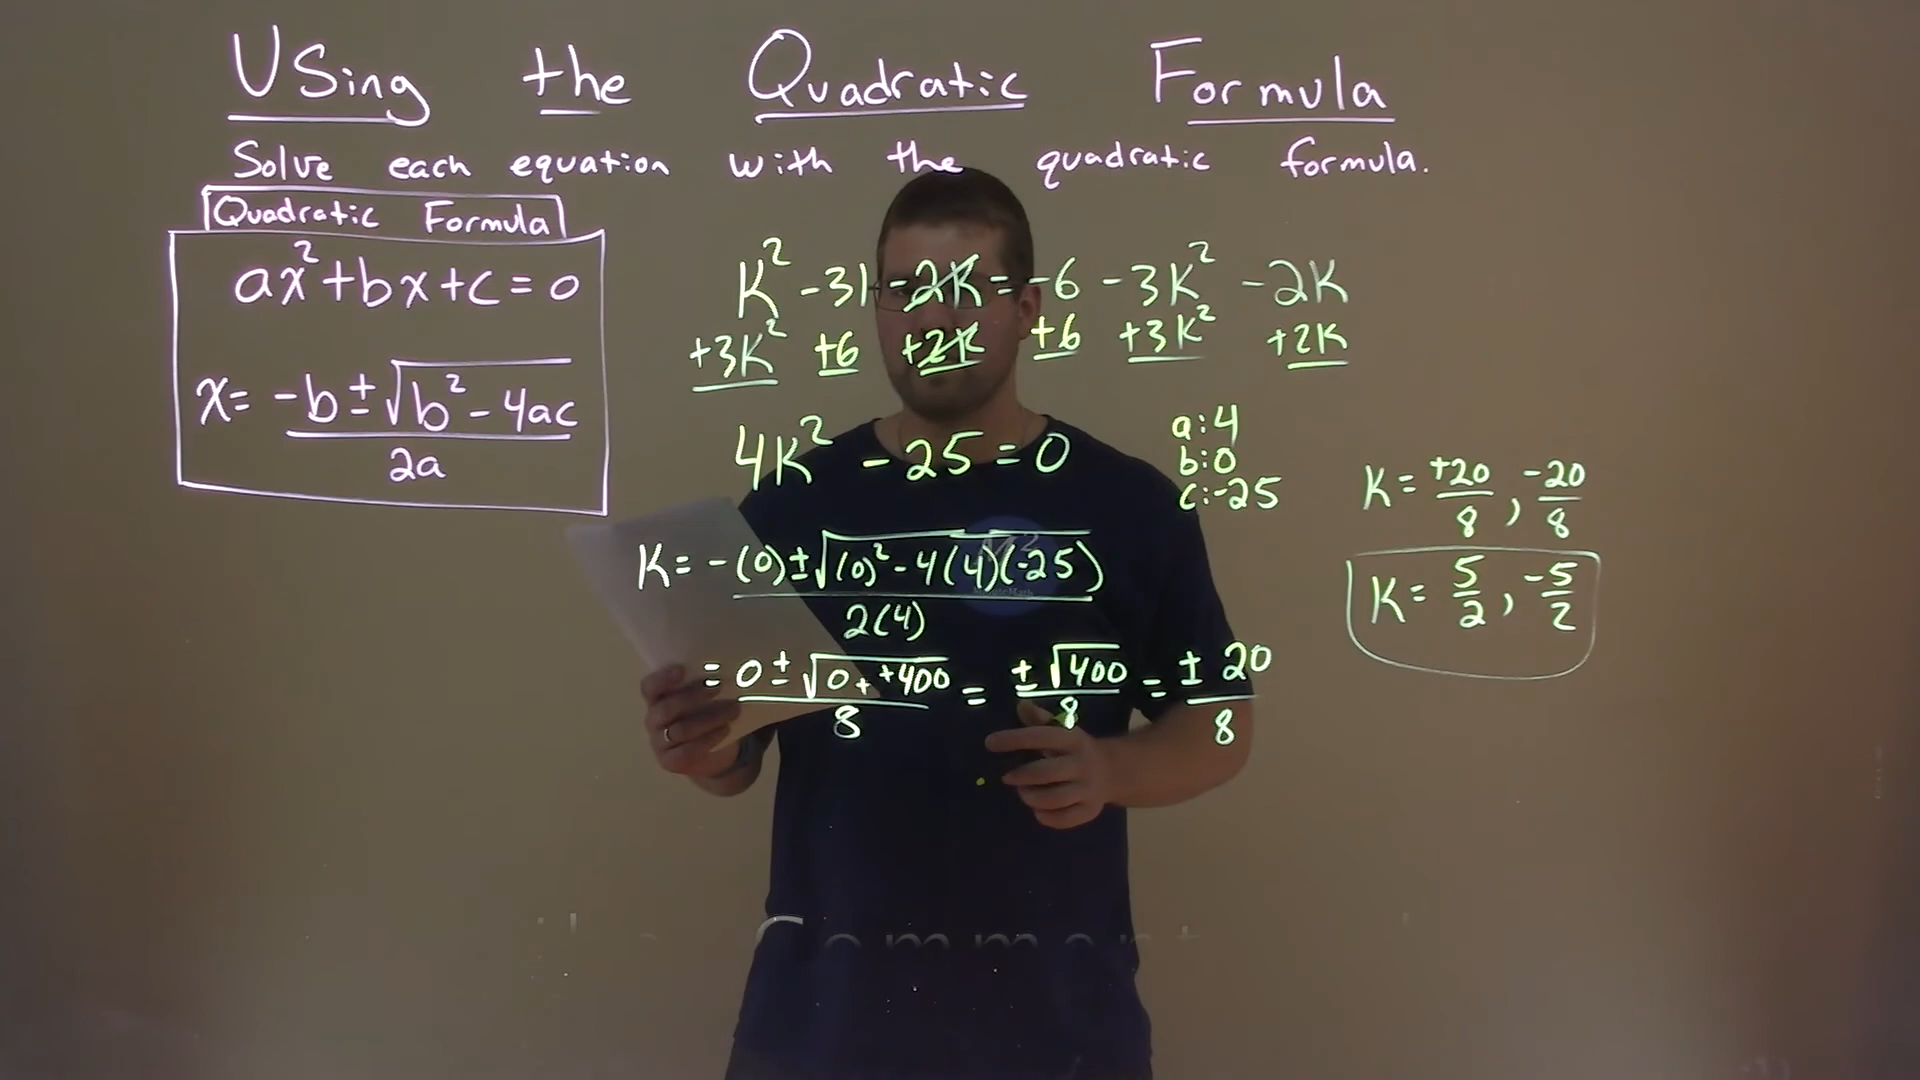 Using the Quadratic Formula
Solve each equation with the quadratic formula.
Quadratic Formula
ax²+bx+c=0
x= -b±√b²-4ac
2a
K² -31 -2K = -6 -3K² -2K
+3K² +6 +2K +6 +3K² +2K
4K² -25=0
a:4
b:0
c:-25
K= -(0)±√(0)²-4(4)(-25)
2(4)
= 0±√0++400 = ±√400 = ±20
8 8 8
K= +20/8, -20/8
K= 5/2, -5/2